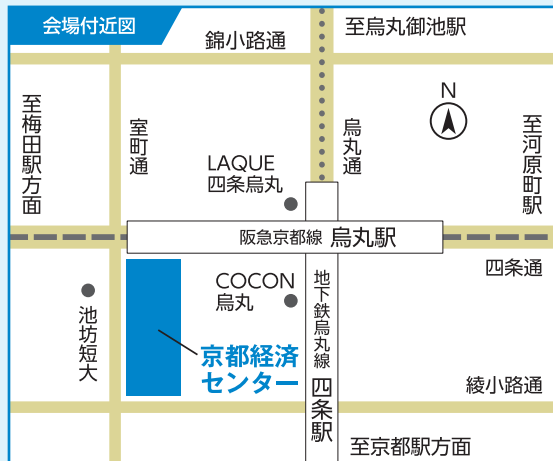 会場付近図
錦小路通
至烏丸御池駅
至梅田駅方面
室町通
烏丸通
N
至河原町駅
LAQUE
四条烏丸
阪急京都線 烏丸駅
四条通
COCON
烏丸
地下鉄烏丸線 四条駅
池坊短大
京都経済
センター
綾小路通
至京都駅方面